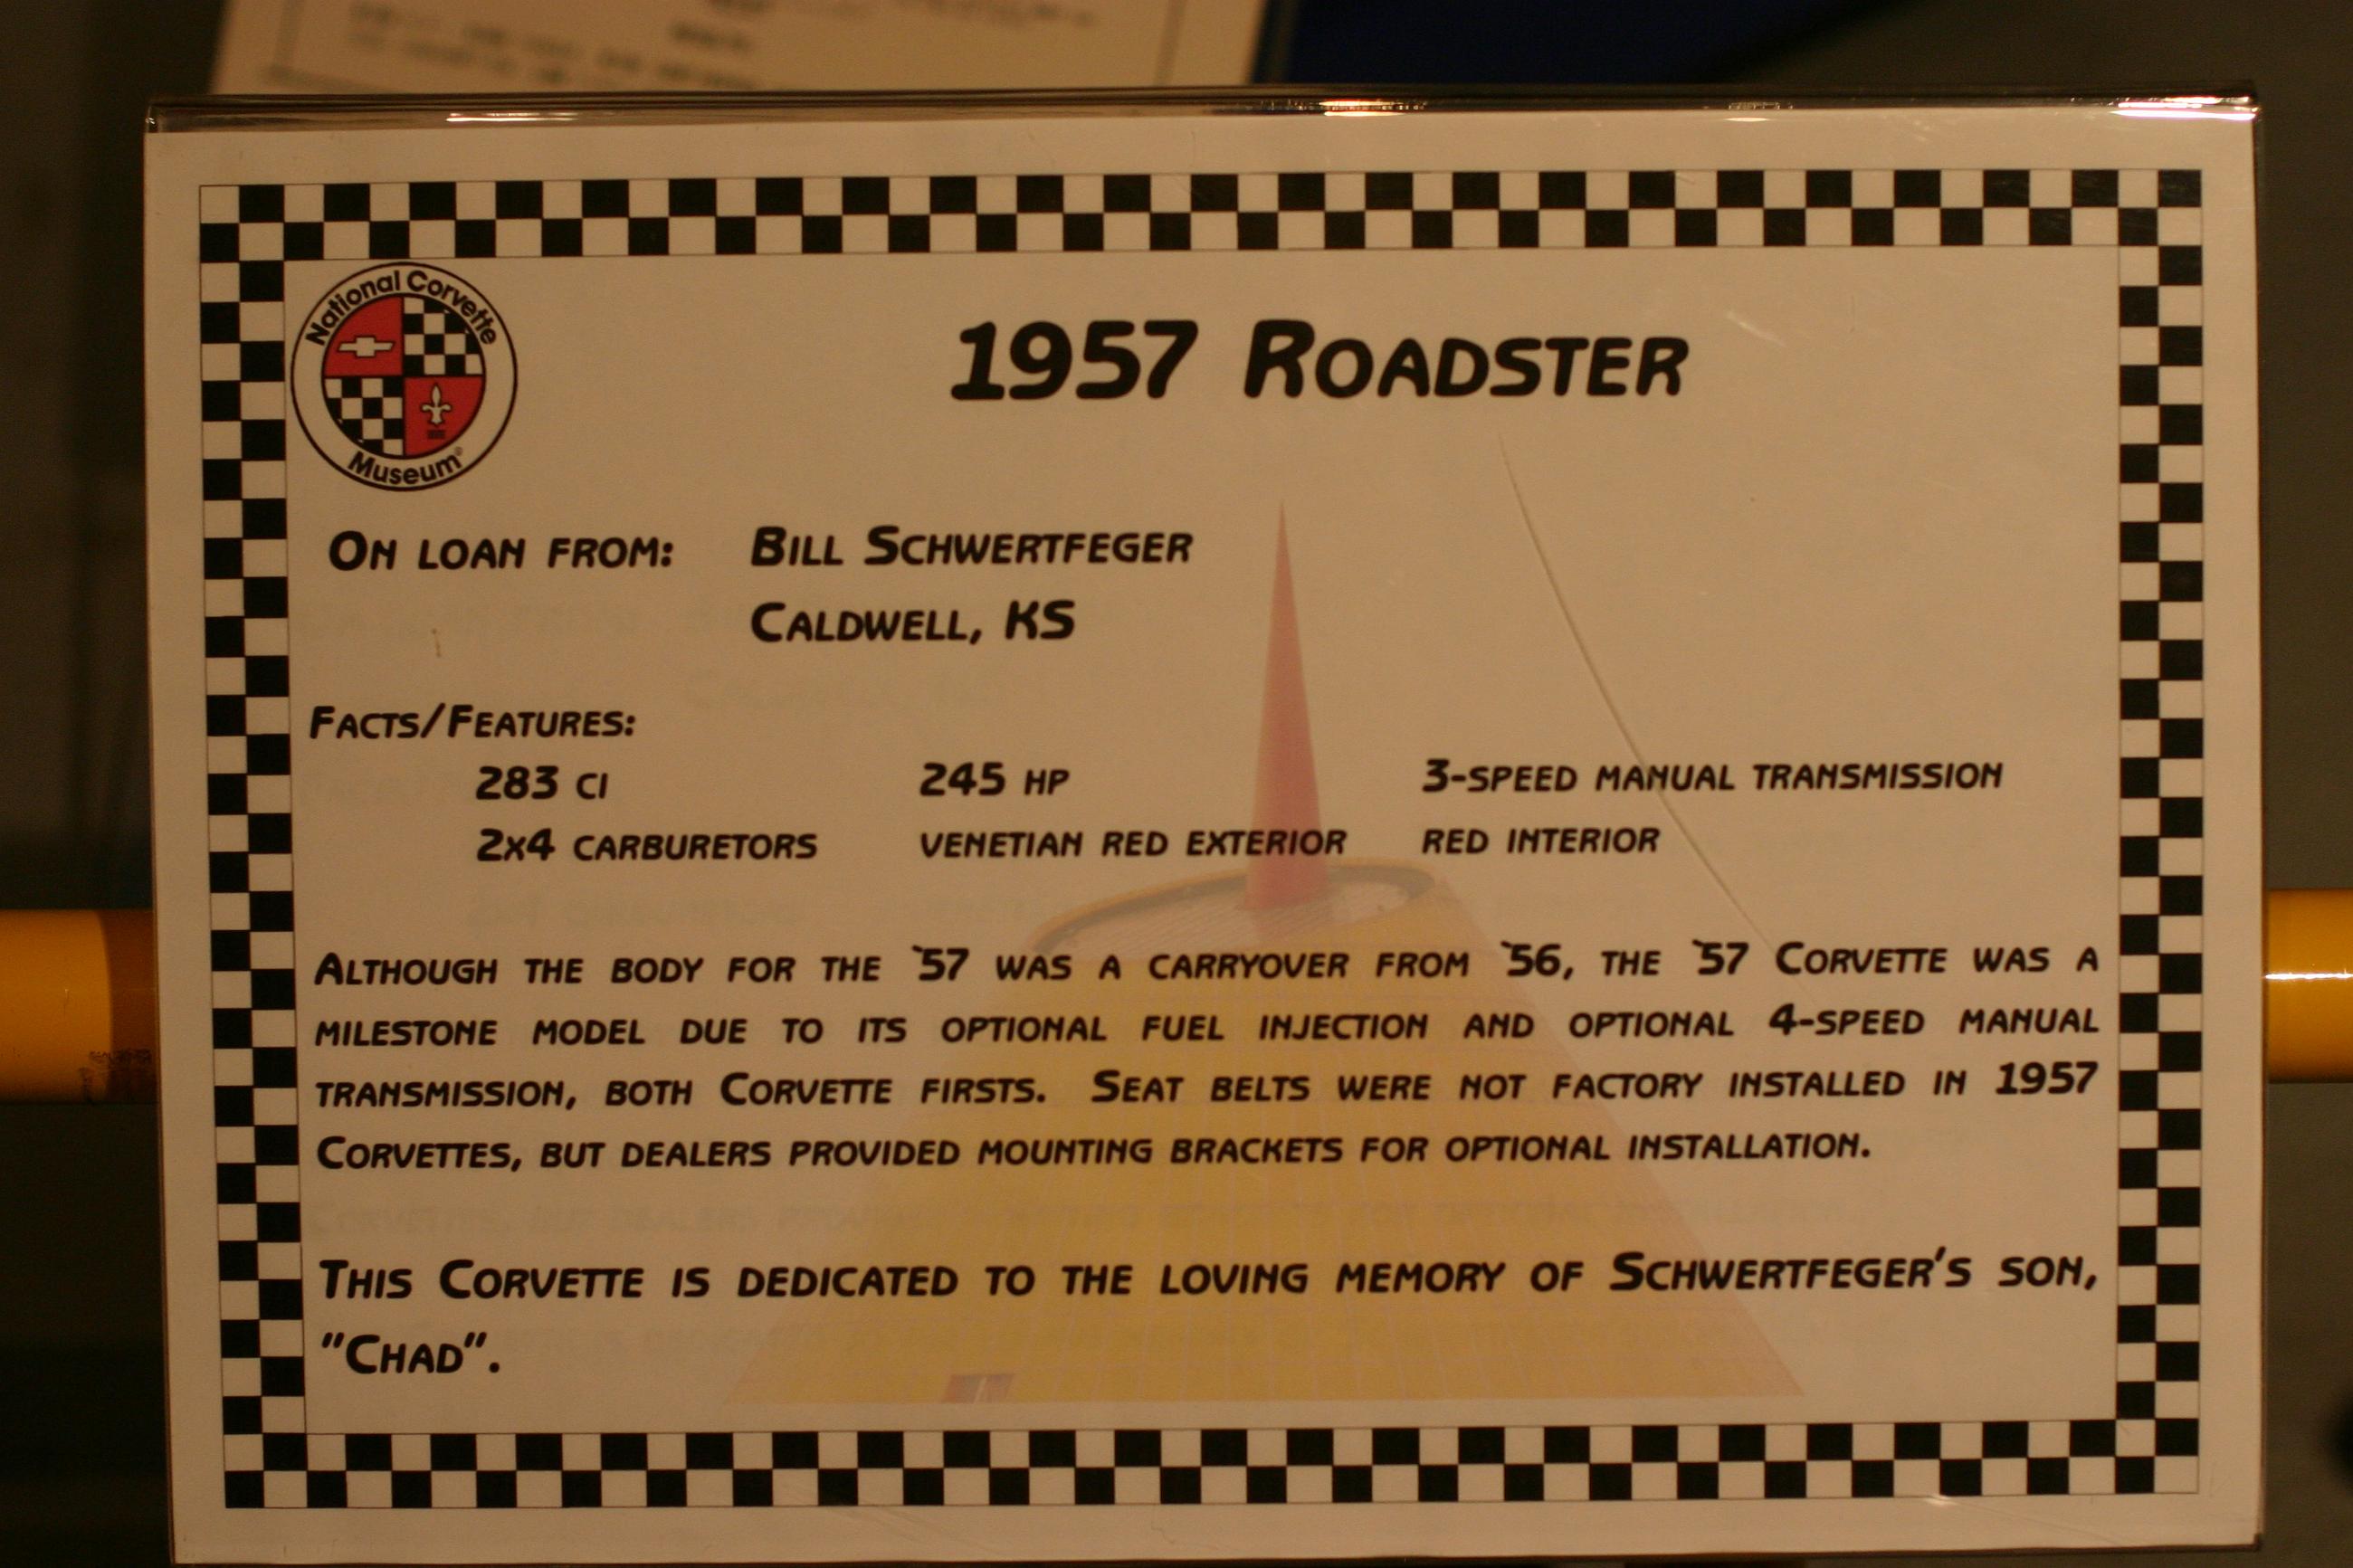 National Corvette
Museum
1957 ROADSTER
ON LOAN FROM: BILL SCHWERTFEGER
CALDWELL, KS
FACTS/FEATURES:
283 CI 245 HP 3-SPEED MANUAL TRANSMISSION
2X4 CARBURETORS VENETIAN RED EXTERIOR RED INTERIOR
ALTHOUGH THE BODY FOR THE `57 WAS A CARRYOVER FROM `56, THE `57 CORVETTE WAS A
MILESTONE MODEL DUE TO ITS OPTIONAL FUEL INJECTION AND OPTIONAL 4-SPEED MANUAL
TRANSMISSION, BOTH CORVETTE FIRSTS. SEAT BELTS WERE NOT FACTORY INSTALLED IN 1957
CORVETTES, BUT DEALERS PROVIDED MOUNTING BRACKETS FOR OPTIONAL INSTALLATION.
THIS CORVETTE IS DEDICATED TO THE LOVING MEMORY OF SCHWERTFEGER'S SON,
"CHAD".